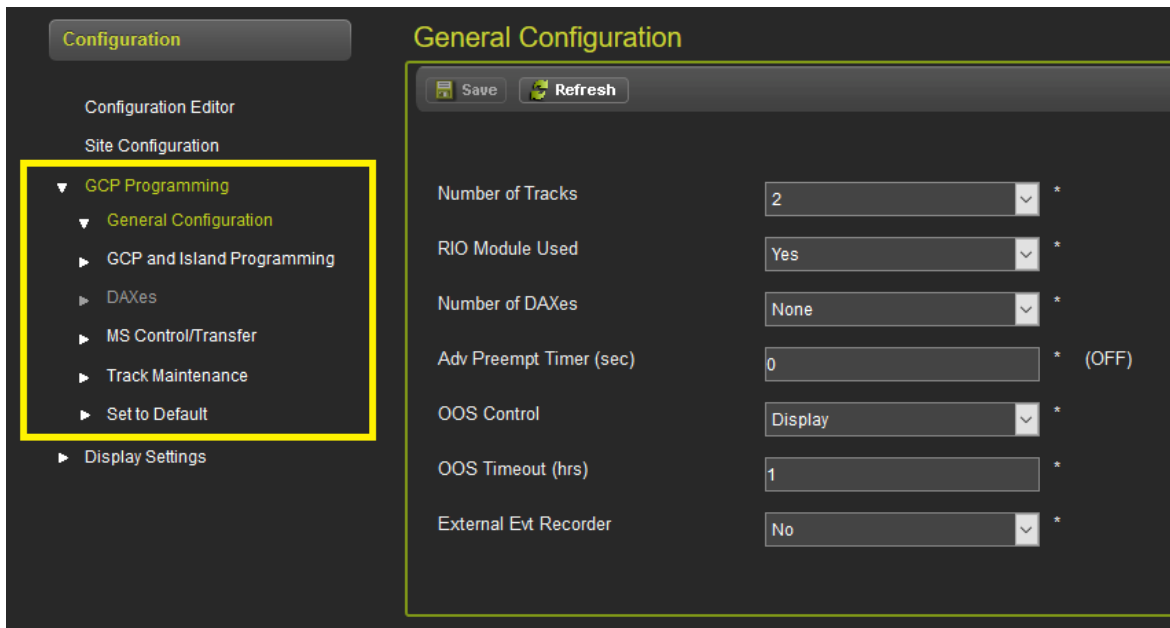 Configuration
Configuration Editor
Site Configuration
GCP Programming
General Configuration
GCP and Island Programming
DAXes
MS Control/Transfer
Track Maintenance
Set to Default
Display Settings
General Configuration
Save Refresh
Number of Tracks 2 *
RIO Module Used Yes *
Number of DAXes None *
Adv Preempt Timer (sec) 0 * (OFF)
OOS Control Display *
OOS Timeout (hrs) 1 *
External Evt Recorder No *